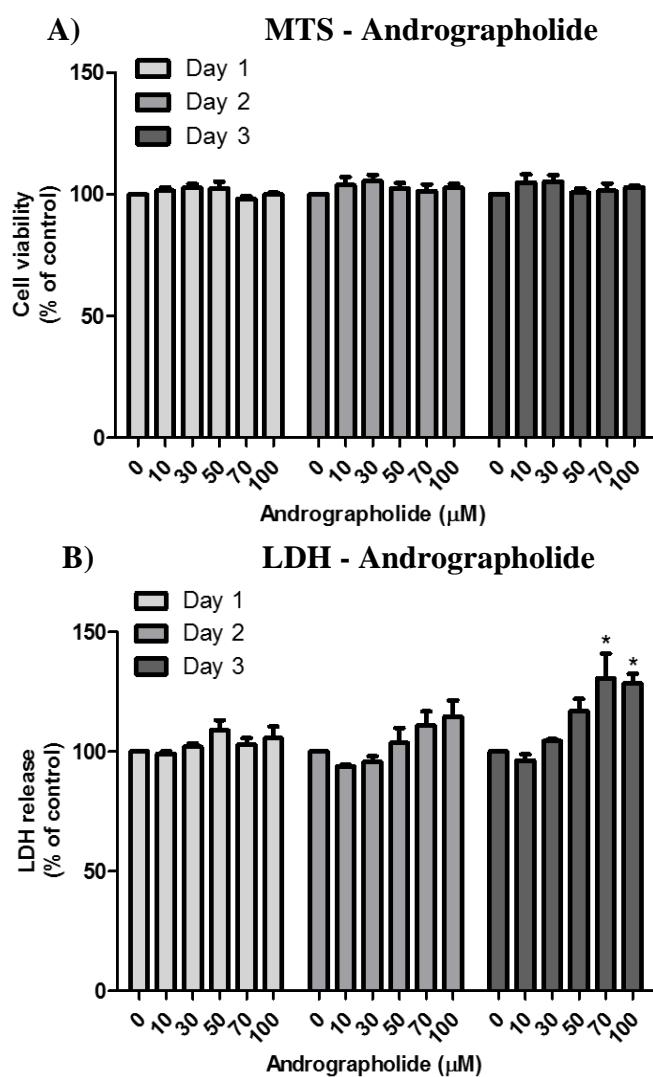 A) MTS - Andrographolide
Day 1
Day 2
Day 3
Cell viability
(% of control)
150
100
50
0
0 10 30 50 70 100 0 10 30 50 70 100 0 10 30 50 70 100
Andrographolide (μM)
B) LDH - Andrographolide
Day 1
Day 2
Day 3
LDH release
(% of control)
150
100
50
0
* *
0 10 30 50 70 100 0 10 30 50 70 100 0 10 30 50 70 100
Andrographolide (μM)